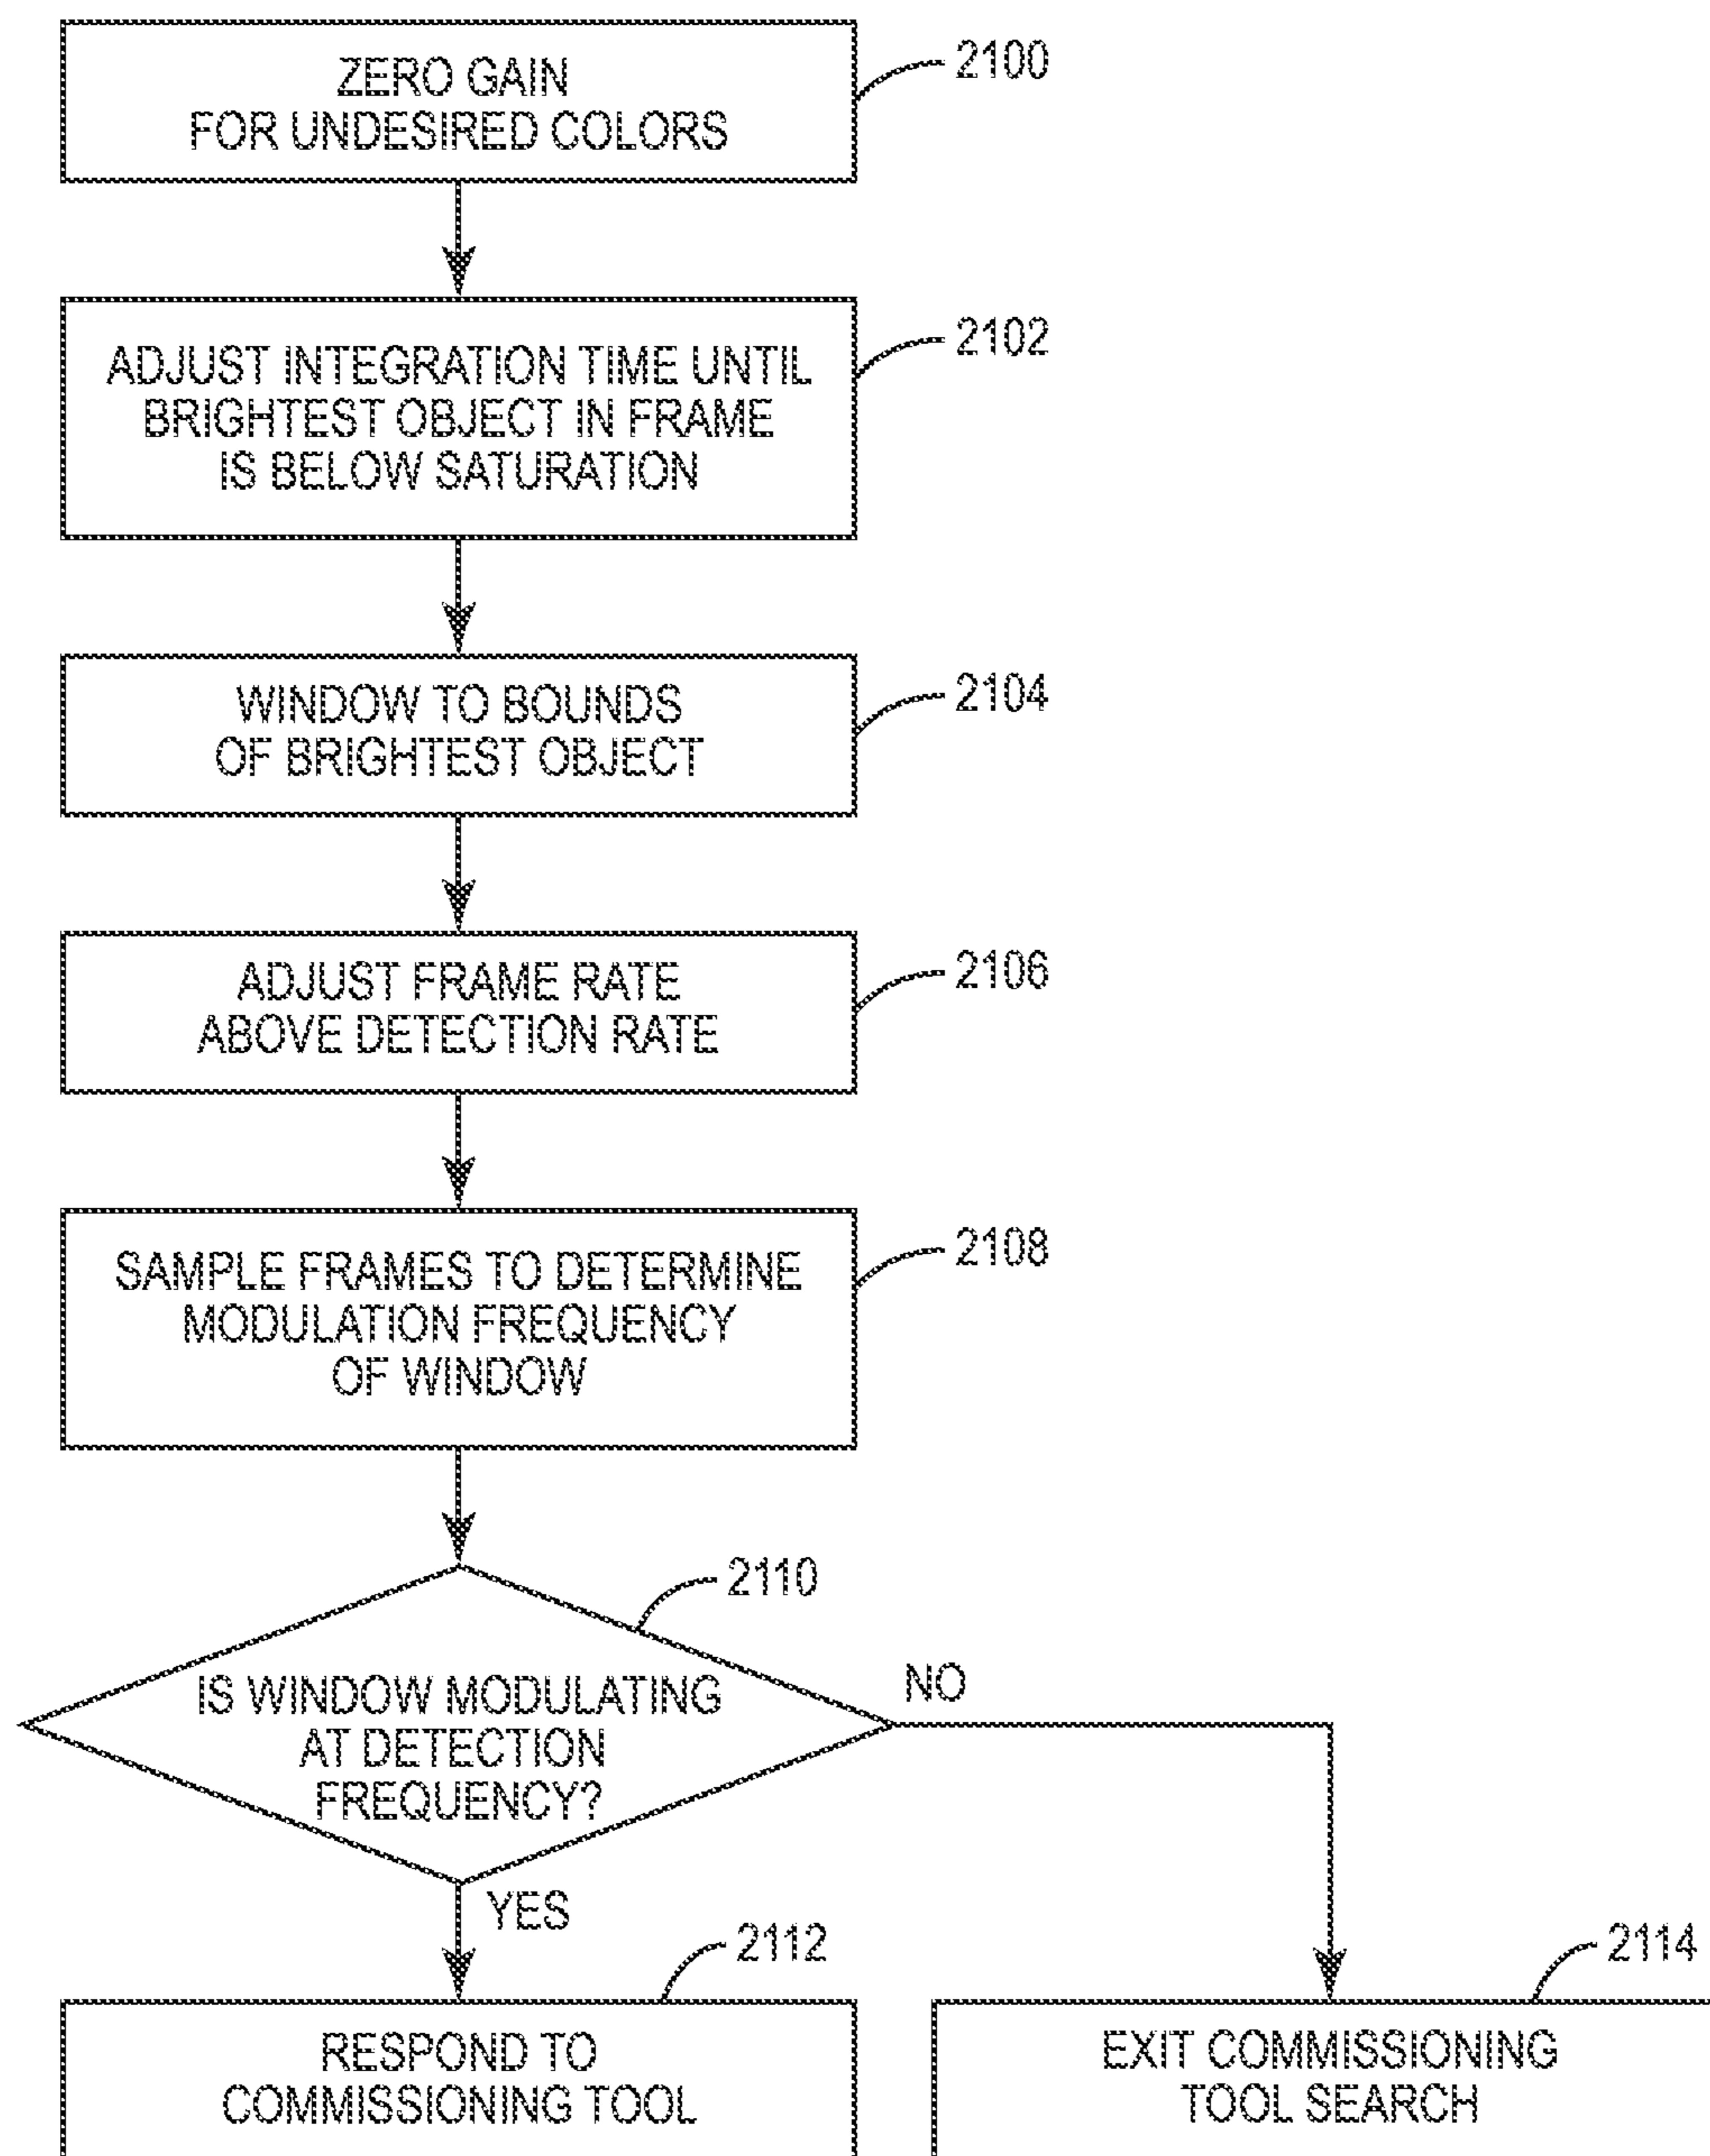 ZERO GAIN
FOR UNDESIRED COLORS
2100
ADJUST INTEGRATION TIME UNTIL
BRIGHTEST OBJECT IN FRAME
IS BELOW SATURATION
2102
WINDOW TO BOUNDS
OF BRIGHTEST OBJECT
2104
ADJUST FRAME RATE
ABOVE DETECTION RATE
2106
SAMPLE FRAMES TO DETERMINE
MODULATION FREQUENCY
OF WINDOW
2108
2110
IS WINDOW MODULATING
AT DETECTION
FREQUENCY?
NO
YES
2112
RESPOND TO
COMMISSIONING TOOL
2114
EXIT COMMISSIONING
TOOL SEARCH